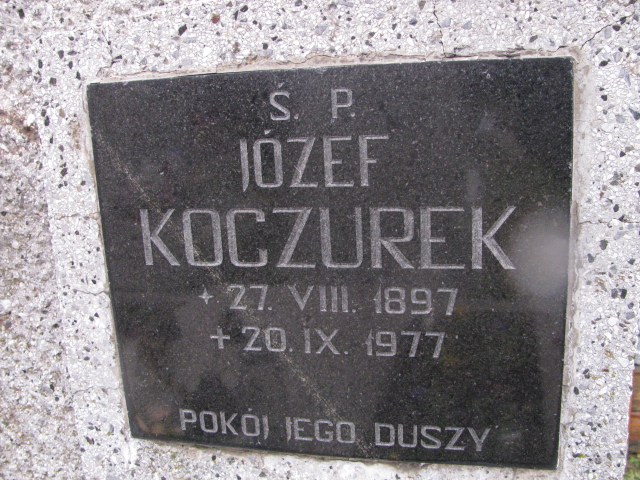 Ś. P.
JÓZEF
KOCZUREK
+ 27. VIII. 1897
+ 20. IX. 1977
POKÓJ JEGO DUSZY